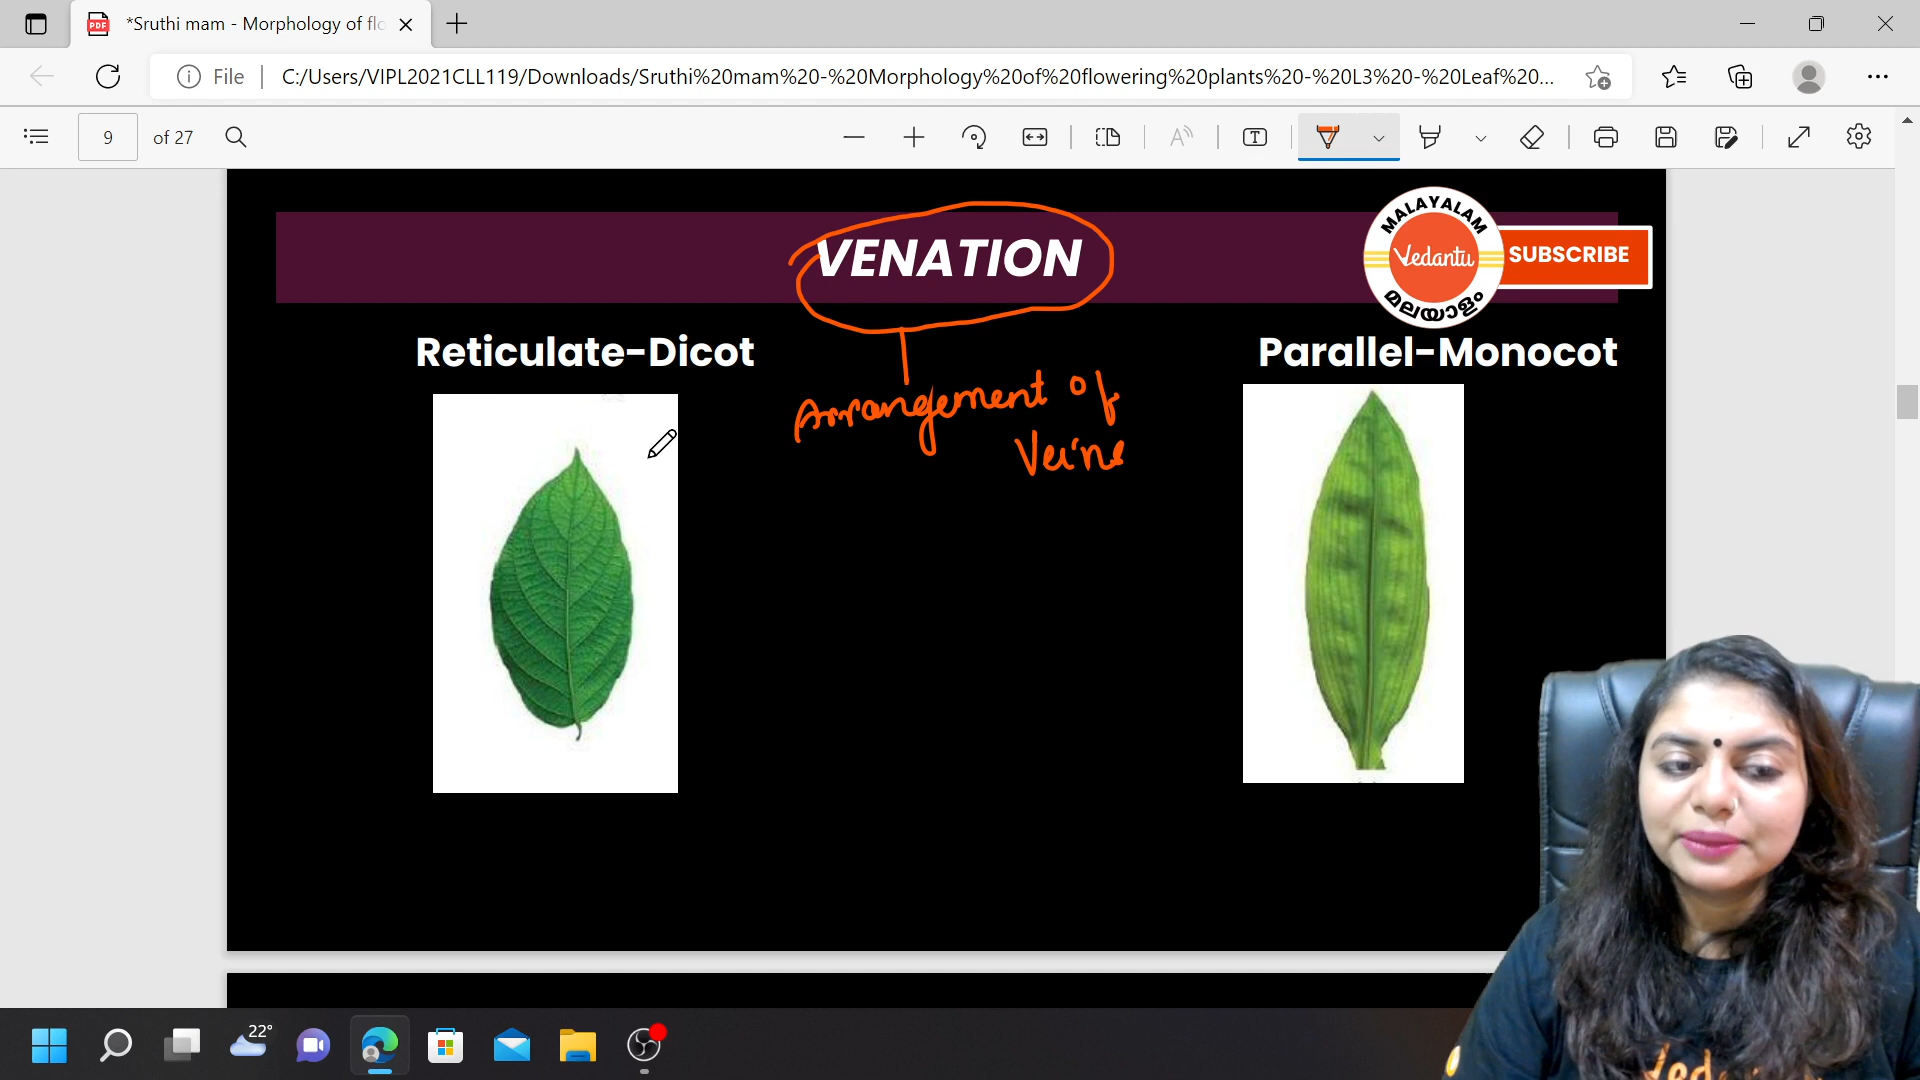 *Sruthi mam - Morphology of flo
File
C:/Users/VIPL2021CLL119/Downloads/Sruthi%20mam%20-%20Morphology%20of%20flowering%20plants%20-%20L3%20-%20Leaf%20...
9 of 27
VENATION
MALAYALAM
Vedantu
മലയാളം
SUBSCRIBE
Reticulate-Dicot
Parallel-Monocot
Arrangement of
Veins
22°